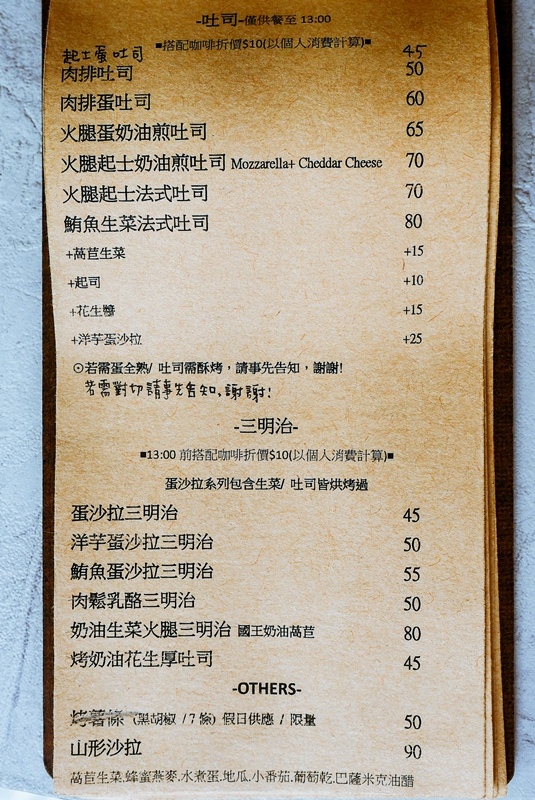 -吐司-僅供餐至 13:00
■搭配咖啡折價$10(以個人消費計算)■
起士蛋吐司 45
肉排吐司 50
肉排蛋吐司 60
火腿蛋奶油煎吐司 65
火腿起士奶油煎吐司 Mozzarella+ Cheddar Cheese 70
火腿起士法式吐司 70
鮪魚生菜法式吐司 80
+萵苣生菜 +15
+起司 +10
+花生醬 +15
+洋芋蛋沙拉 +25
⊙若需蛋全熟/ 吐司需酥烤，請事先告知，謝謝!
若需對切請事先告知,謝謝!
-三明治-
■13:00 前搭配咖啡折價$10(以個人消費計算)■
蛋沙拉系列包含生菜/ 吐司皆烘烤過
蛋沙拉三明治 45
洋芋蛋沙拉三明治 50
鮪魚蛋沙拉三明治 55
肉鬆乳酪三明治 50
奶油生菜火腿三明治 國王奶油萵苣 80
烤奶油花生厚吐司 45
-OTHERS-
烤薯條 (黑胡椒 / 7 條) 假日供應 / 限量 50
山形沙拉 90
萵苣生菜.蜂蜜燕麥.水煮蛋.地瓜.小番茄.葡萄乾.巴薩米克油醋